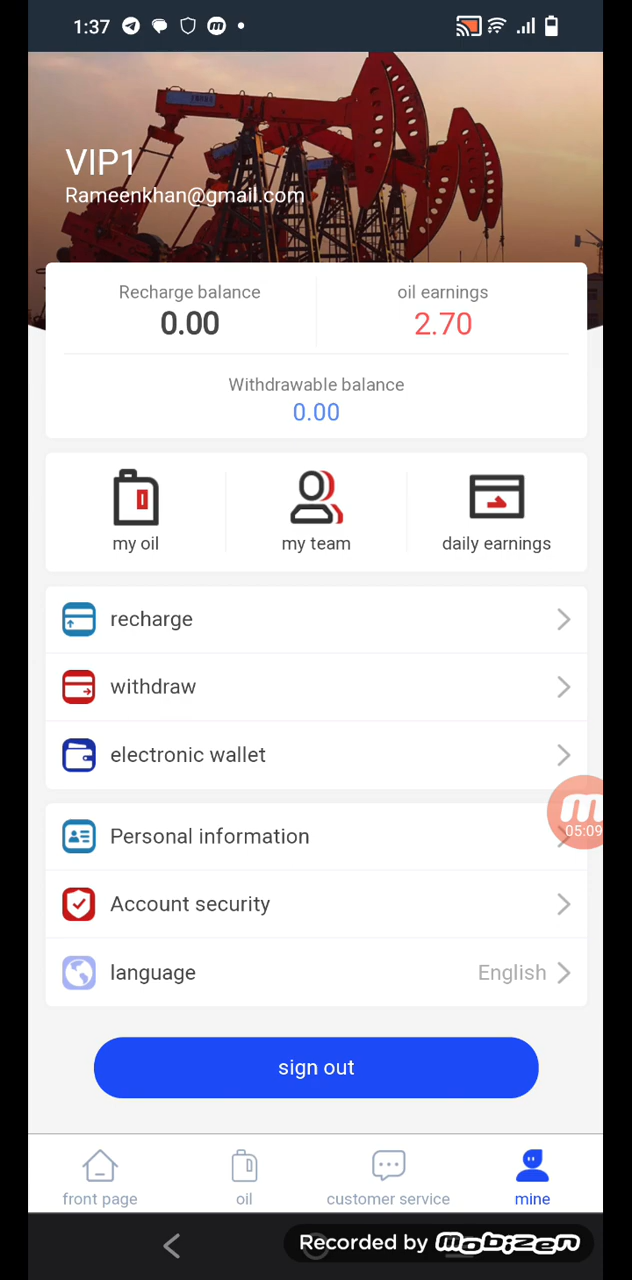 1:37
VIP1
Rameenkhan@gmail.com
Recharge balance
0.00
oil earnings
2.70
Withdrawable balance
0.00
my oil
my team
daily earnings
recharge
withdraw
electronic wallet
05:09
Personal information
Account security
language English
sign out
front page
oil
customer service
mine
Recorded by mobizen